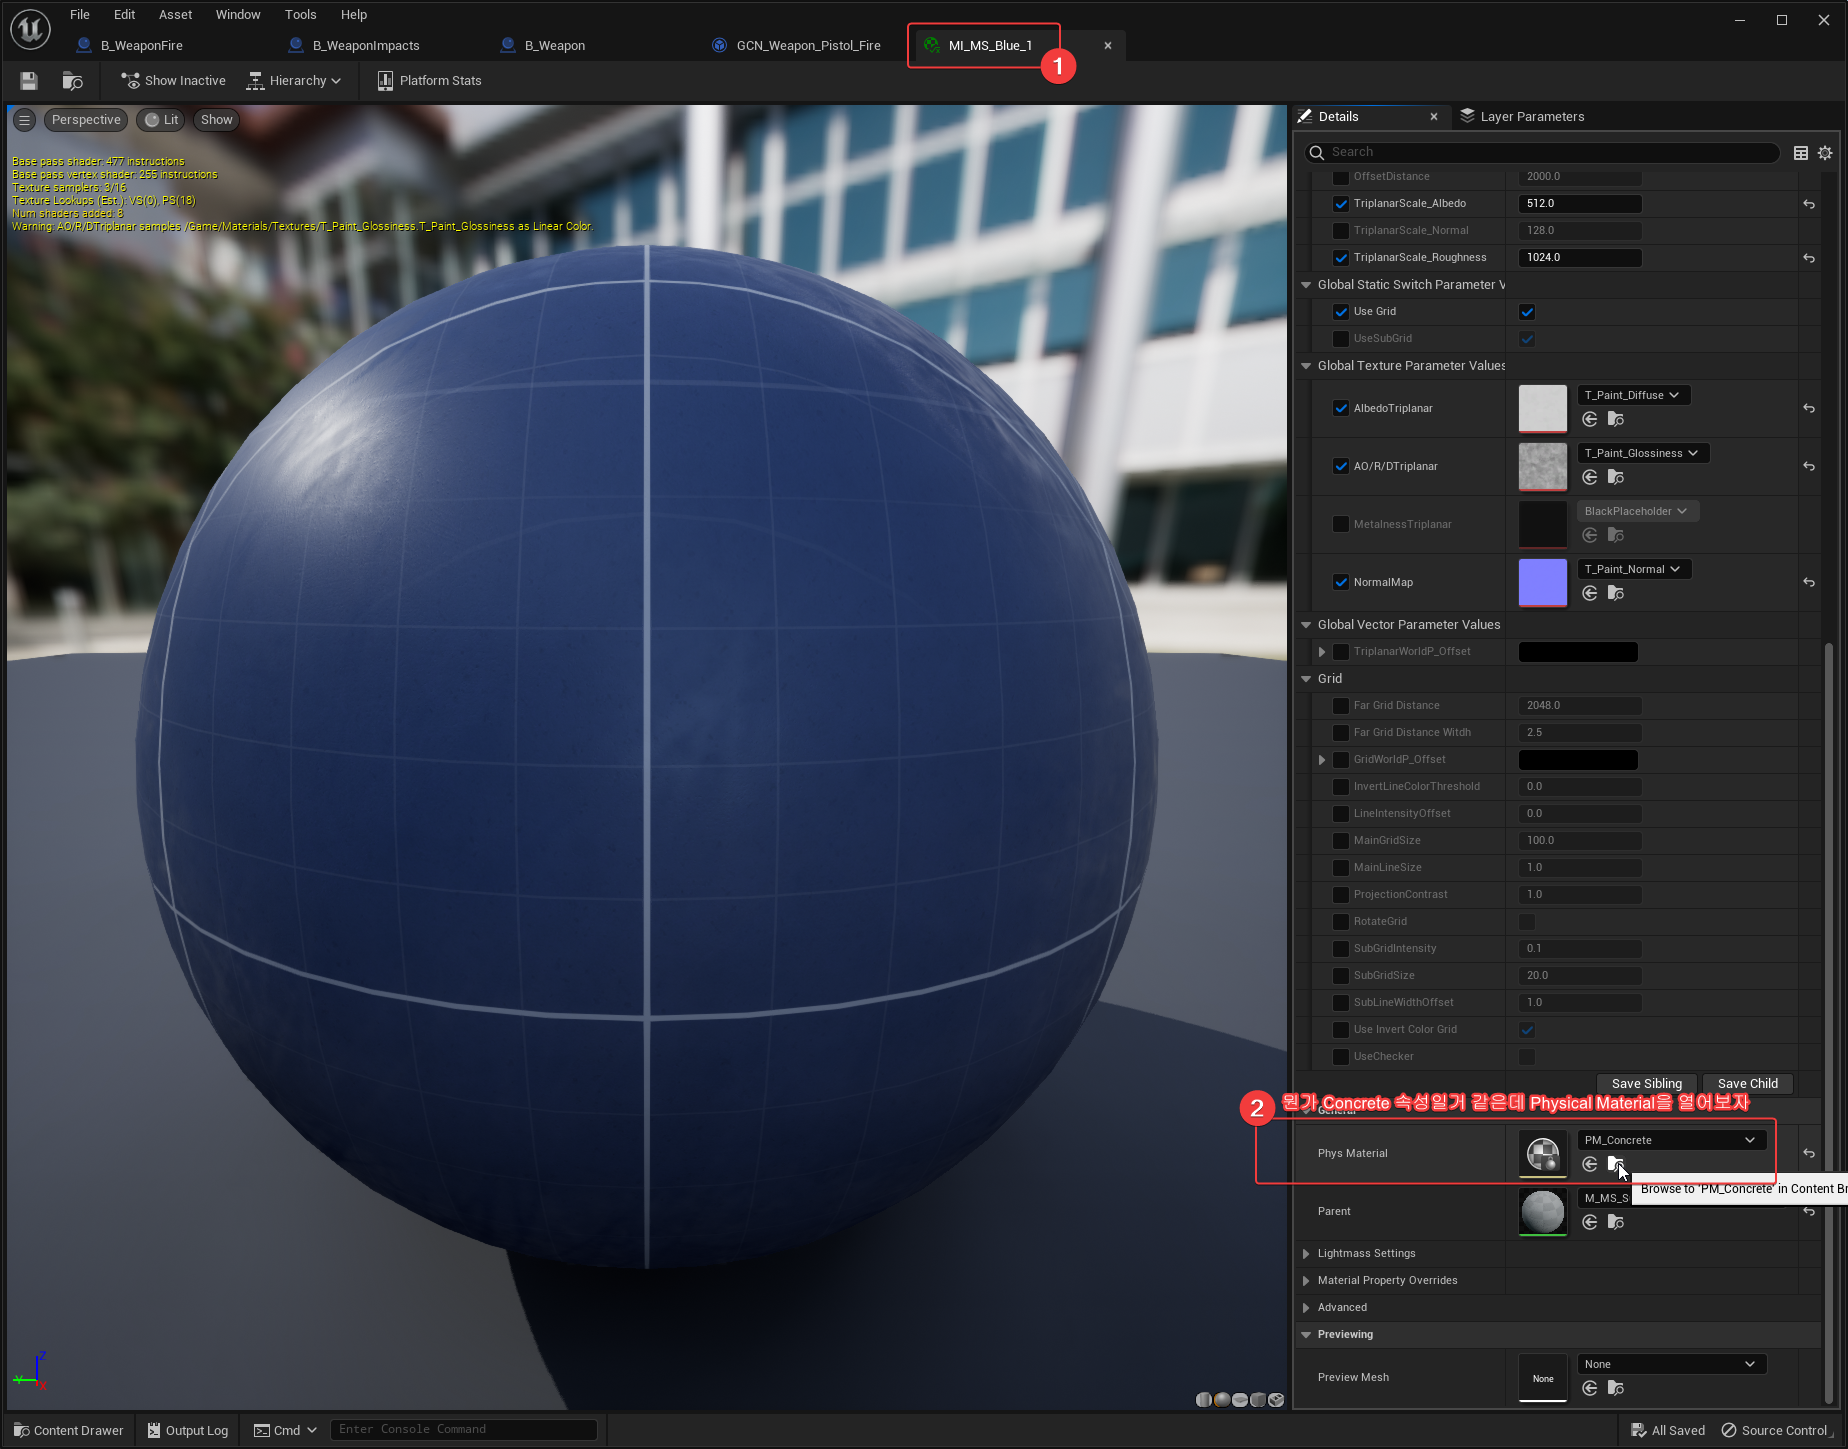 File Edit Asset Window Tools Help
B_WeaponFire B_WeaponImpacts B_Weapon GCN_Weapon_Pistol_Fire MI_MS_Blue_1
1
Show Inactive Hierarchy Platform Stats
Perspective Lit Show
Base pass shader: 477 instructions
Base pass vertex shader: 255 instructions
Texture samplers: 3/16
Texture Lookups (Est.): VS(0), PS(18)
Num shaders added: 8
Warning: AO/R/DTriplanar samples /Game/Materials/Textures/T_Paint_Glossiness.T_Paint_Glossiness as Linear Color.
Z
Y
X
Details Layer Parameters
Search
OffsetDistance 2000.0
TriplanarScale_Albedo 512.0
TriplanarScale_Normal 128.0
TriplanarScale_Roughness 1024.0
Global Static Switch Parameter V
Use Grid
UseSubGrid
Global Texture Parameter Values
AlbedoTriplanar T_Paint_Diffuse
AO/R/DTriplanar T_Paint_Glossiness
MetalnessTriplanar BlackPlaceholder
NormalMap T_Paint_Normal
Global Vector Parameter Values
TriplanarWorldP_Offset
Grid
Far Grid Distance 2048.0
Far Grid Distance Witdh 2.5
GridWorldP_Offset
InvertLineColorThreshold 0.0
LineIntensityOffset 0.0
MainGridSize 100.0
MainLineSize 1.0
ProjectionContrast 1.0
RotateGrid
SubGridIntensity 0.1
SubGridSize 20.0
SubLineWidthOffset 1.0
Use Invert Color Grid
UseChecker
Save Sibling Save Child
2 뭔가 Concrete 속성일거 같은데 Physical Material을 열어보자
General
Phys Material PM_Concrete
Browse to 'PM_Concrete' in Content Br
Parent M_MS_S
Lightmass Settings
Material Property Overrides
Advanced
Previewing
Preview Mesh None None
Content Drawer Output Log Cmd Enter Console Command All Saved Source Control